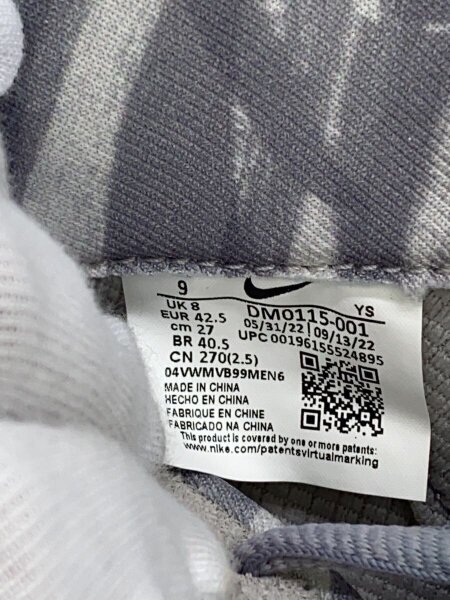 9
YS
UK 8
DM0115-001
EUR 42.5
05/31/22 | 09/13/22
cm 27
UPC 00196155524895
BR 40.5
CN 270(2.5)
04VWMVB99MEN6
MADE IN CHINA
HECHO EN CHINA
FABRIQUE EN CHINE
FABRICADO NA CHINA
This product is covered by one or more patents:
www.nike.com/patentsvirtualmarking